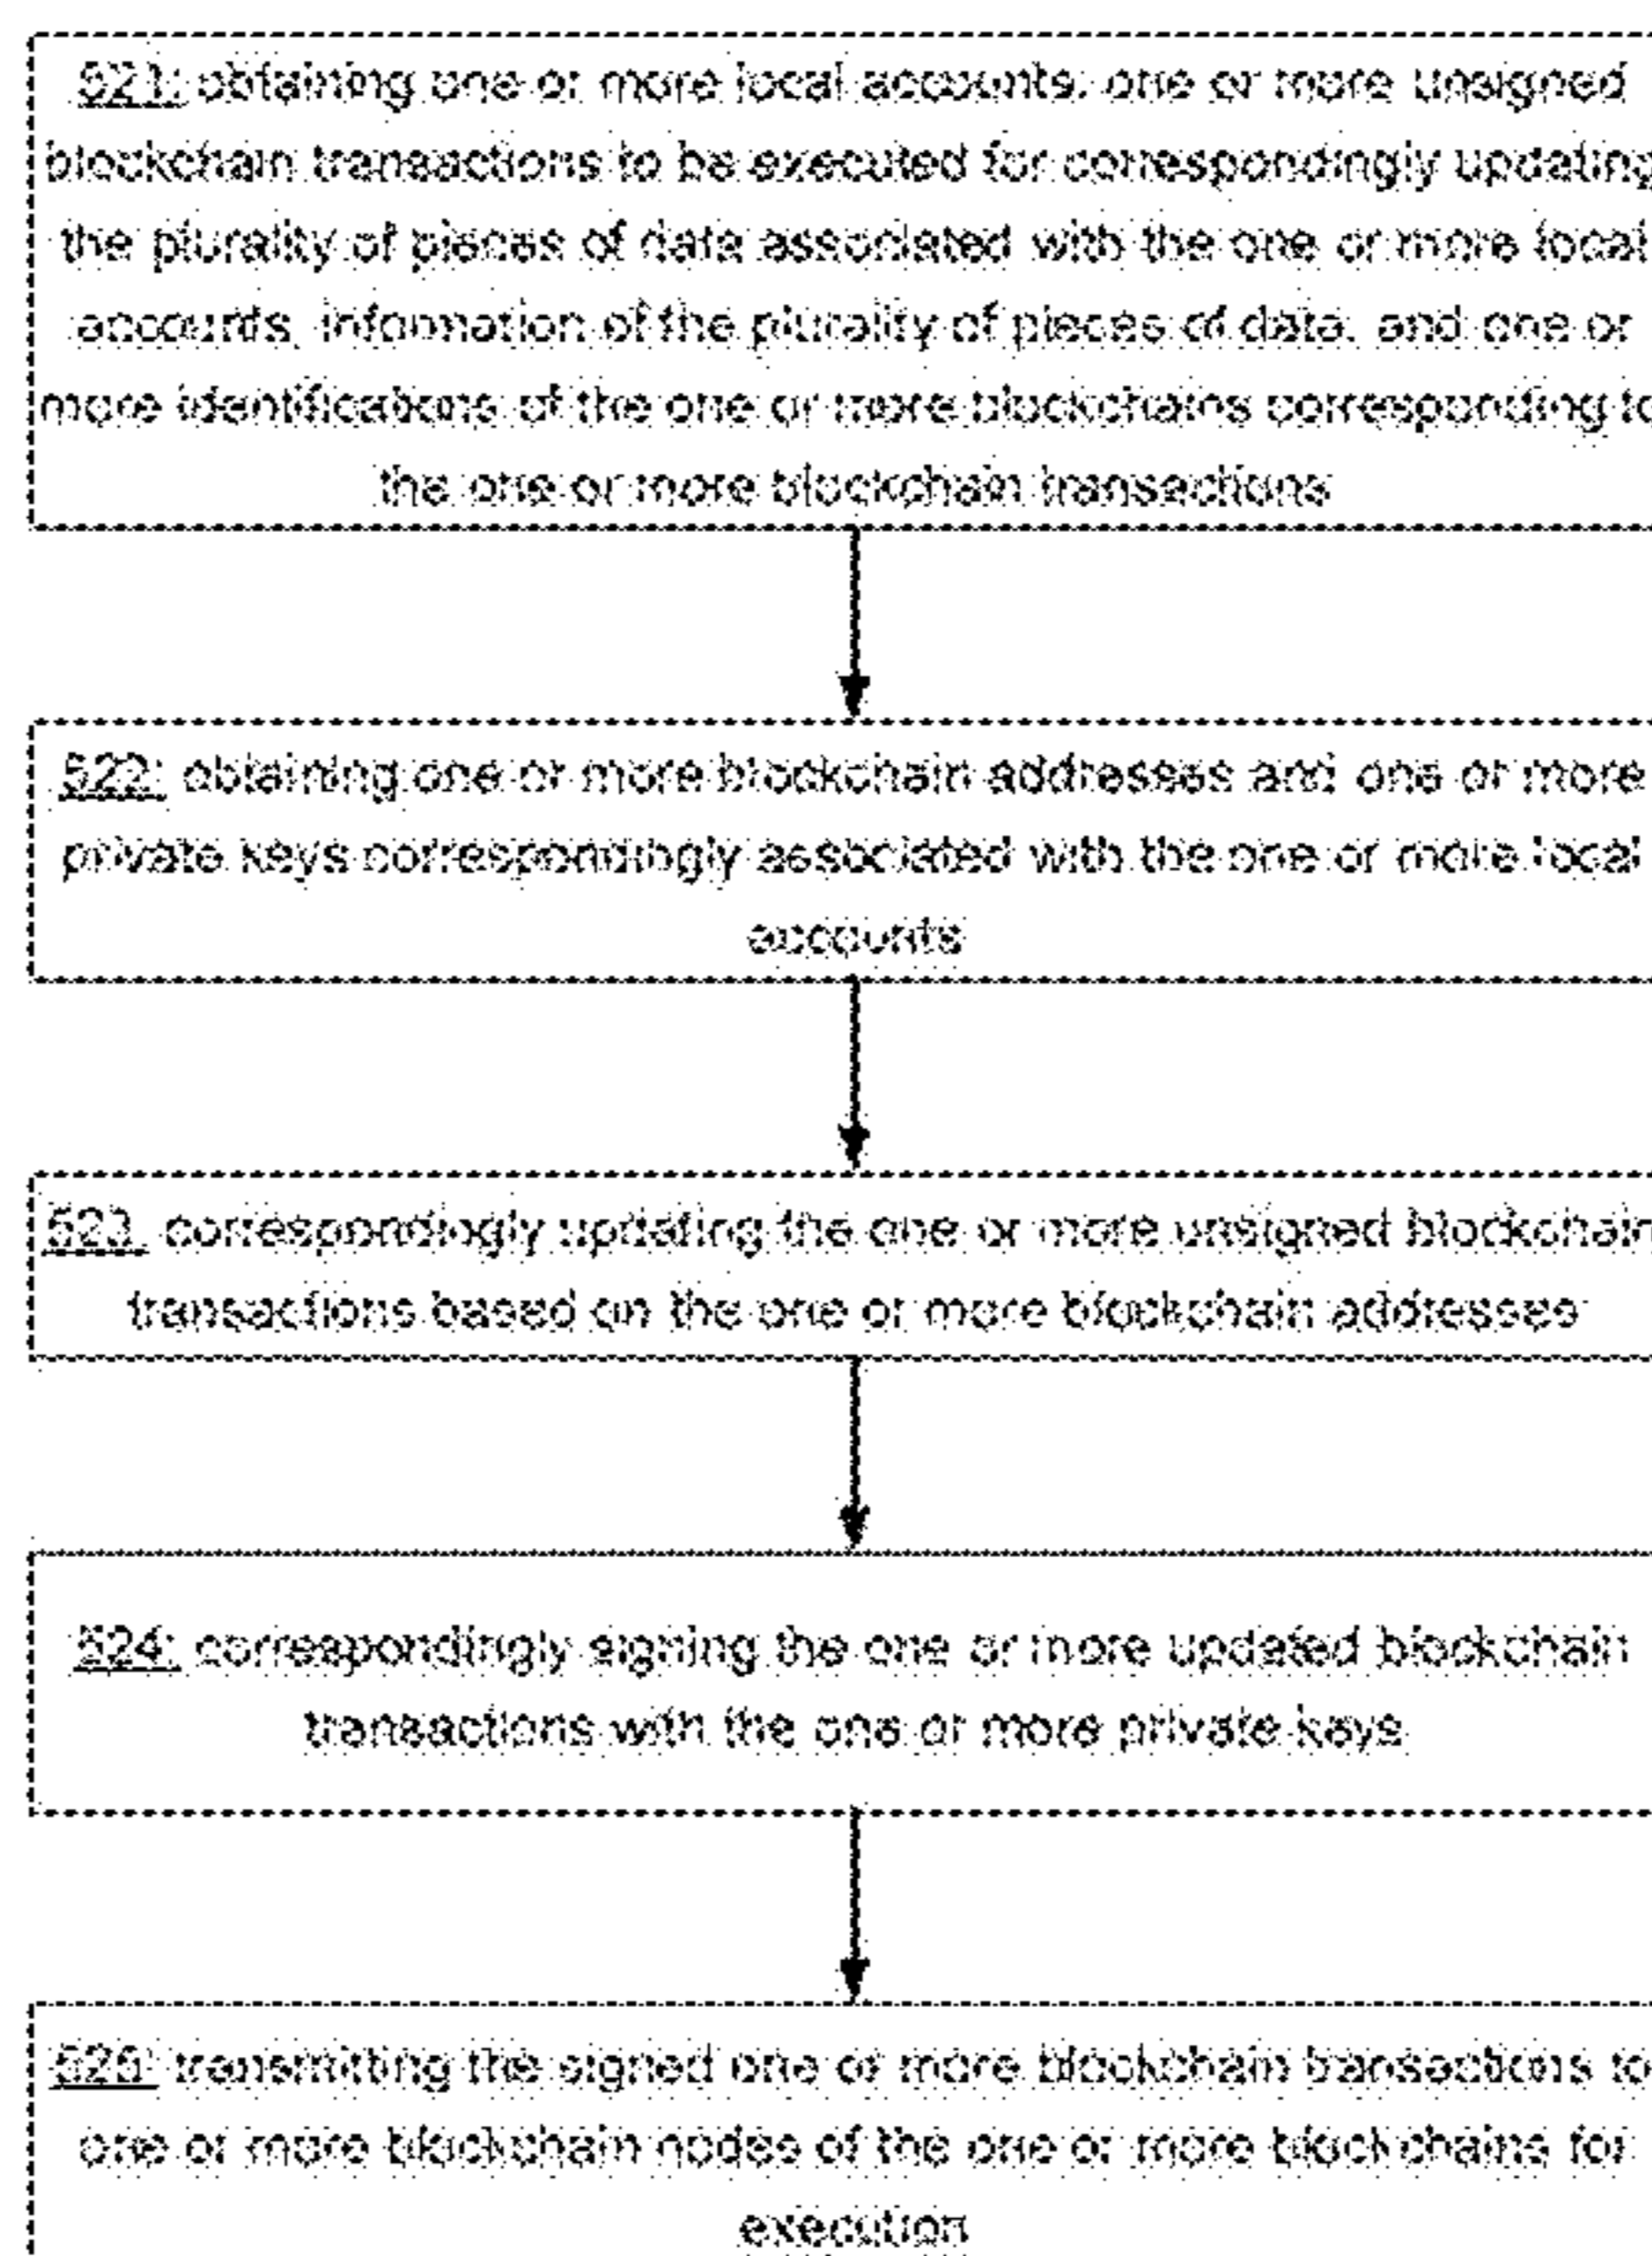 521: obtaining one or more local accounts, one or more unsigned
blockchain transactions to be executed for correspondingly updating
the plurality of pieces of data associated with the one or more local
accounts, information of the plurality of pieces of data, and one or
more identifications of the one or more blockchains corresponding to
the one or more blockchain transactions
522: obtaining one or more blockchain addresses and one or more
private keys correspondingly associated with the one or more local
accounts
523: correspondingly updating the one or more unsigned blockchain
transactions based on the one or more blockchain addresses
524: correspondingly signing the one or more updated blockchain
transactions with the one or more private keys
525: transmitting the signed one or more blockchain transactions to
one or more blockchain nodes of the one or more blockchains for
execution